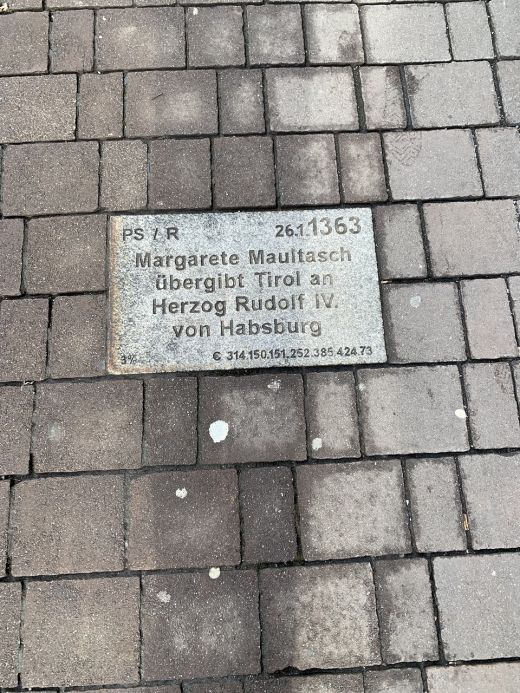 PS / R 26.1.1363
Margarete Maultasch
übergibt Tirol an
Herzog Rudolf IV.
von Habsburg
3% € 314.150.151.252.385.424.73